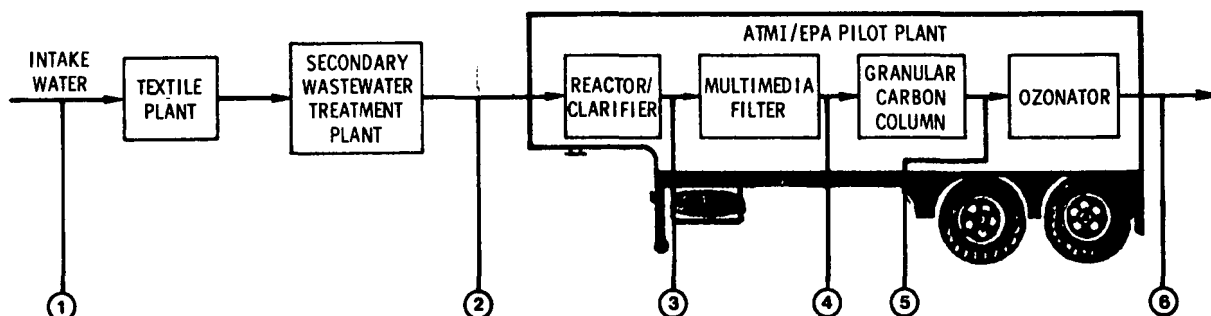 ATMI/EPA PILOT PLANT
INTAKE
WATER
TEXTILE
PLANT
SECONDARY
WASTEWATER
TREATMENT
PLANT
REACTOR/
CLARIFIER
MULTIMEDIA
FILTER
GRANULAR
CARBON
COLUMN
OZONATOR
1
2
3
4
5
6